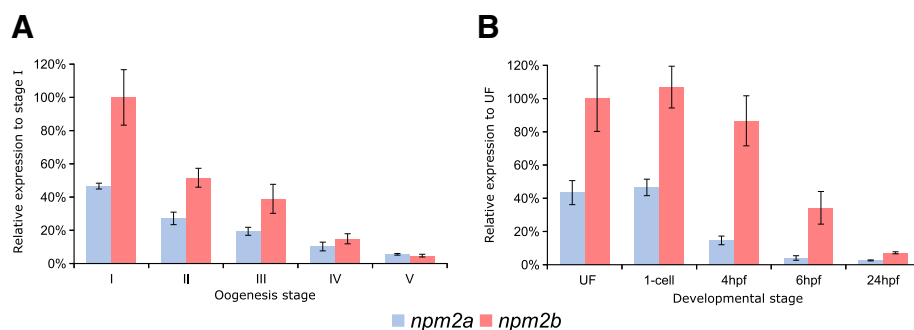 A
Relative expression to stage I
120%
100%
80%
60%
40%
20%
0%
I II III IV V
Oogenesis stage
B
Relative expression to UF
120%
100%
80%
60%
40%
20%
0%
UF 1-cell 4hpf 6hpf 24hpf
Developmental stage
npm2a npm2b